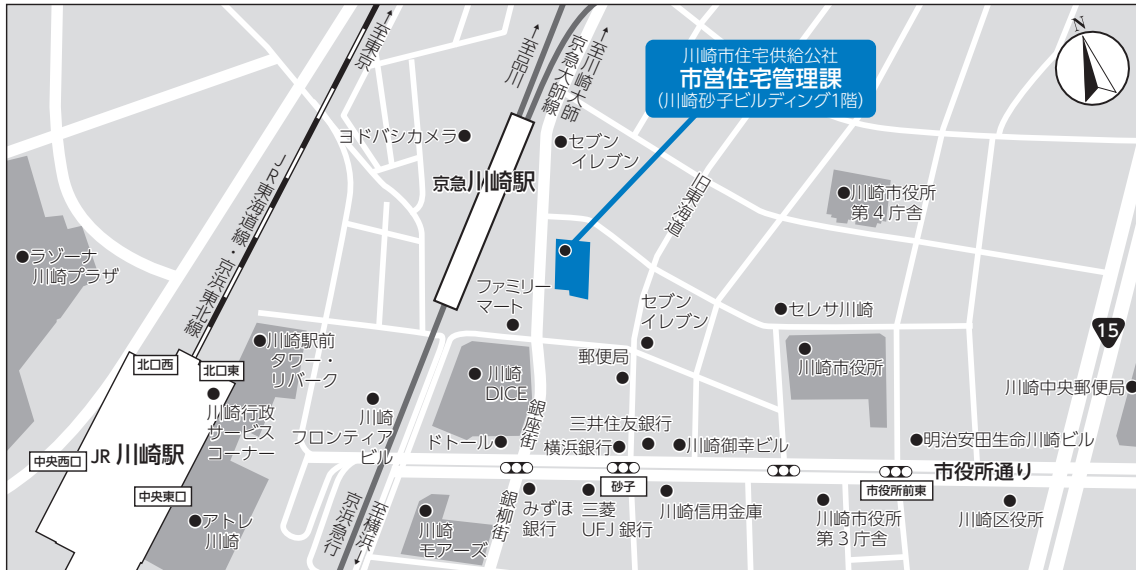 川崎市住宅供給公社
市営住宅管理課
(川崎砂子ビルディング1階)
N
至東京
至品川
至川崎大師
京急大師線
ヨドバシカメラ
セブン
イレブン
京急川崎駅
旧東海道
川崎市役所
第4庁舎
JR東海道線・京浜東北線
ラゾーナ
川崎プラザ
ファミリー
マート
セブン
イレブン
セレサ川崎
15
川崎駅前
タワー・
リバーク
北口西
北口東
川崎
DICE
郵便局
川崎市役所
川崎中央郵便局
川崎行政
サービス
コーナー
川崎
フロンティア
ビル
銀座街
三井住友銀行
ドトール
横浜銀行
川崎御幸ビル
明治安田生命川崎ビル
中央西口
JR 川崎駅
市役所通り
中央東口
砂子
市役所前東
アトレ
川崎
京浜急行
至横浜
川崎
モアーズ
銀柳街
みずほ
銀行
三菱
UFJ 銀行
川崎信用金庫
川崎市役所
第3庁舎
川崎区役所